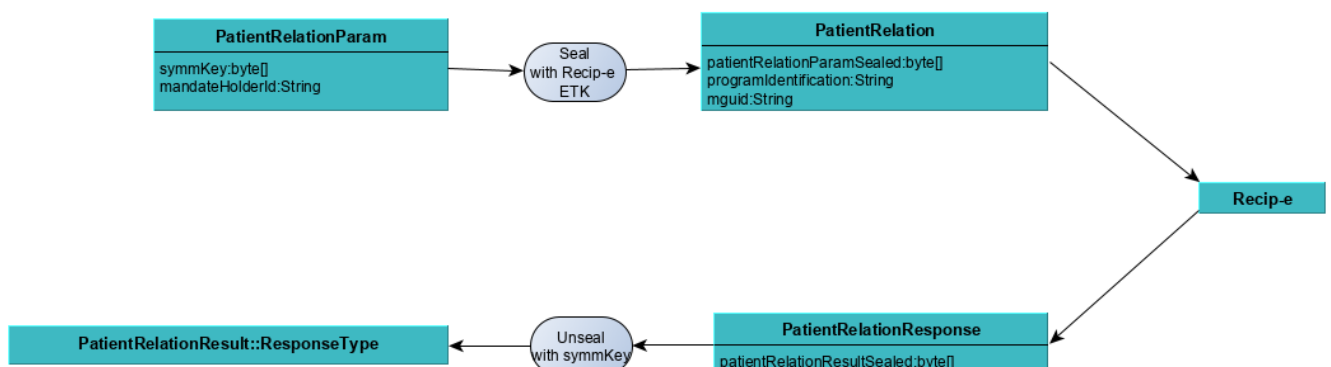 PatientRelationParam
symmKey:byte[]
mandateHolderId:String
Seal
with Recip-e
ETK
PatientRelation
patientRelationParamSealed:byte[]
programIdentification:String
mguid:String
Recip-e
PatientRelationResult::ResponseType
Unseal
with symmKey
PatientRelationResponse
patientRelationResultSealed:byte[]